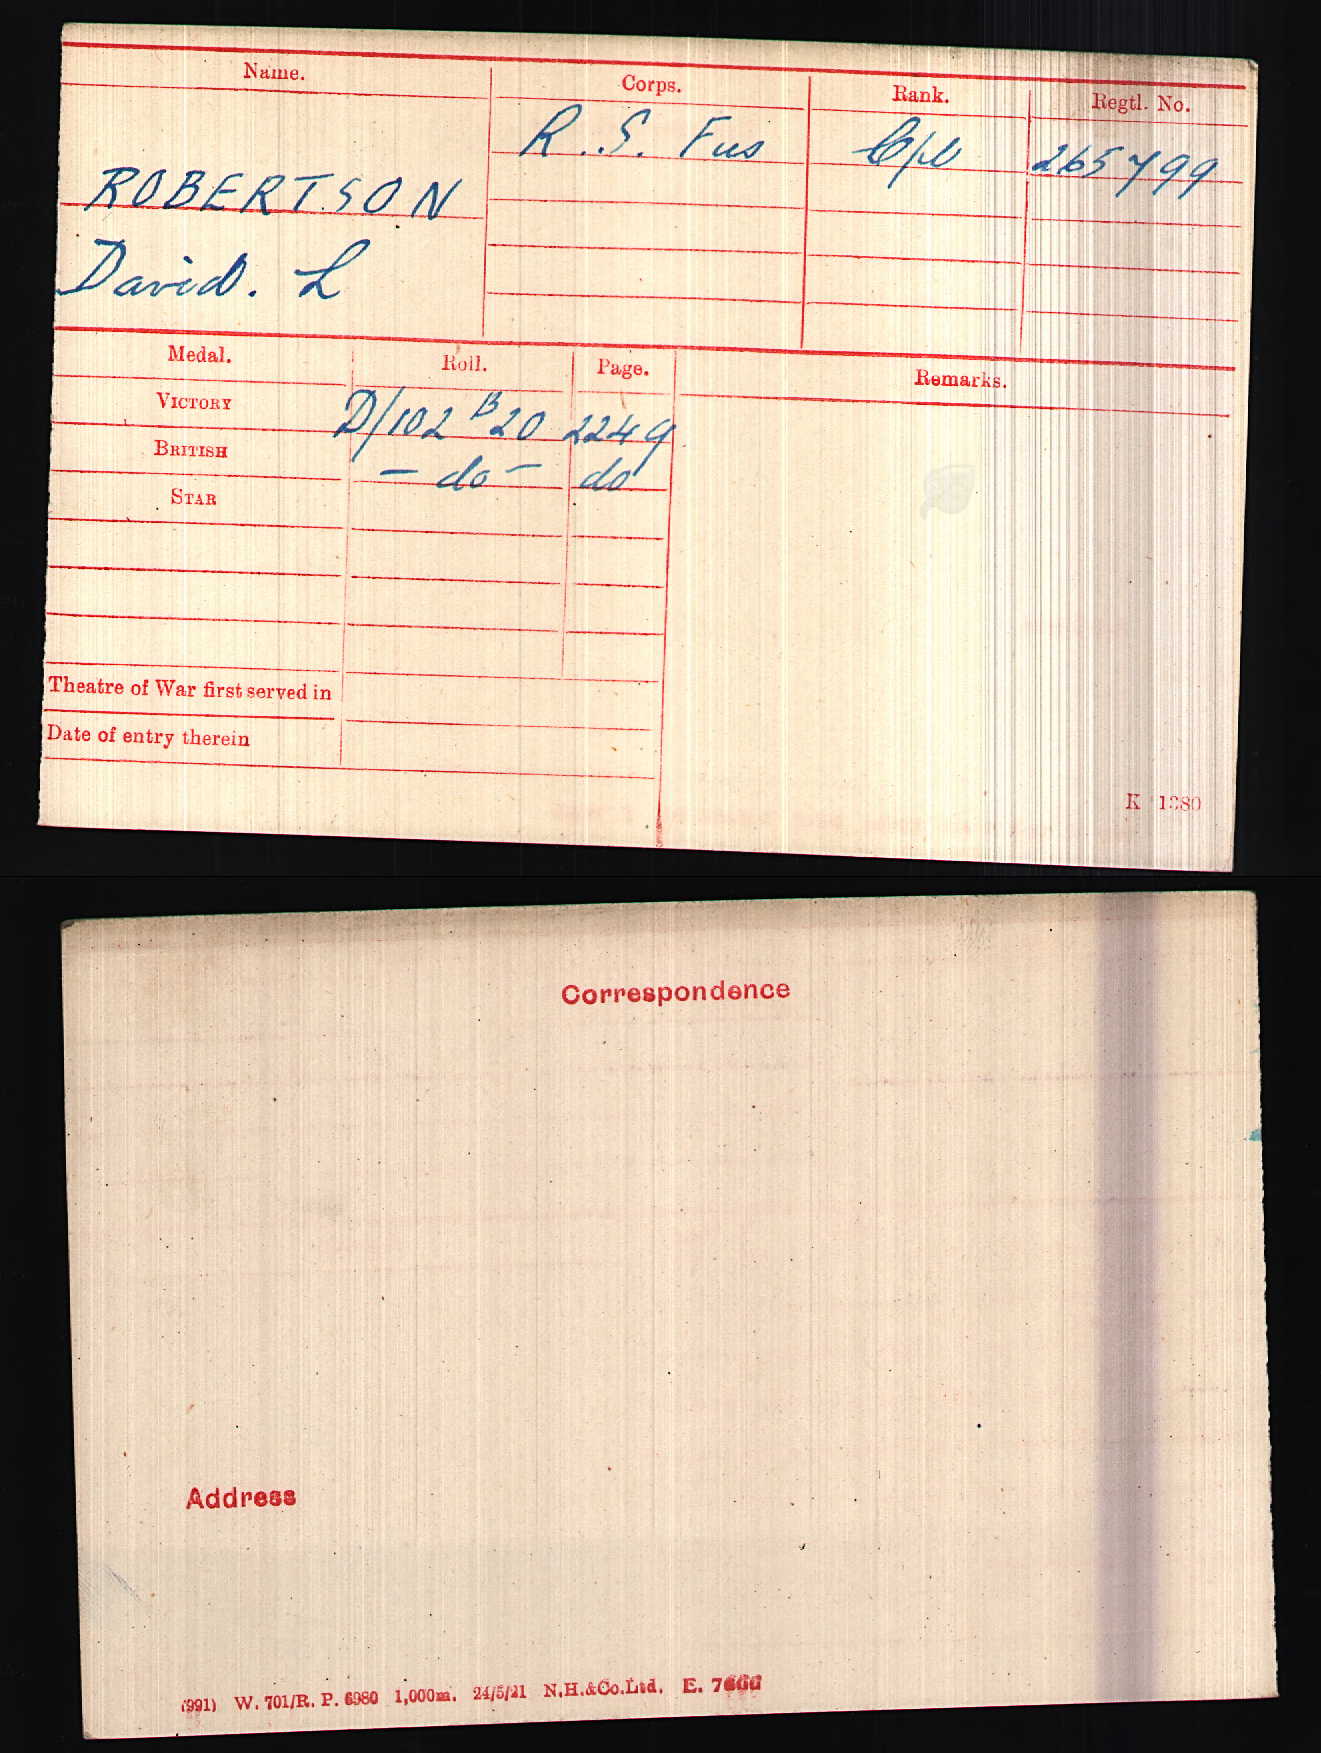 Name. Corps. Rank. Regtl. No.
R. S. Fus Cpl 265799
ROBERTSON
David. L
Medal. Roll. Page. Remarks.
VICTORY D/102 B20 2249
BRITISH - do - do
STAR
Theatre of War first served in
Date of entry therein
K 1380
Correspondence
Address
(991) W. 701/R. P. 6980 1,000m. 24/5/21 N.H.&Co.Ltd.